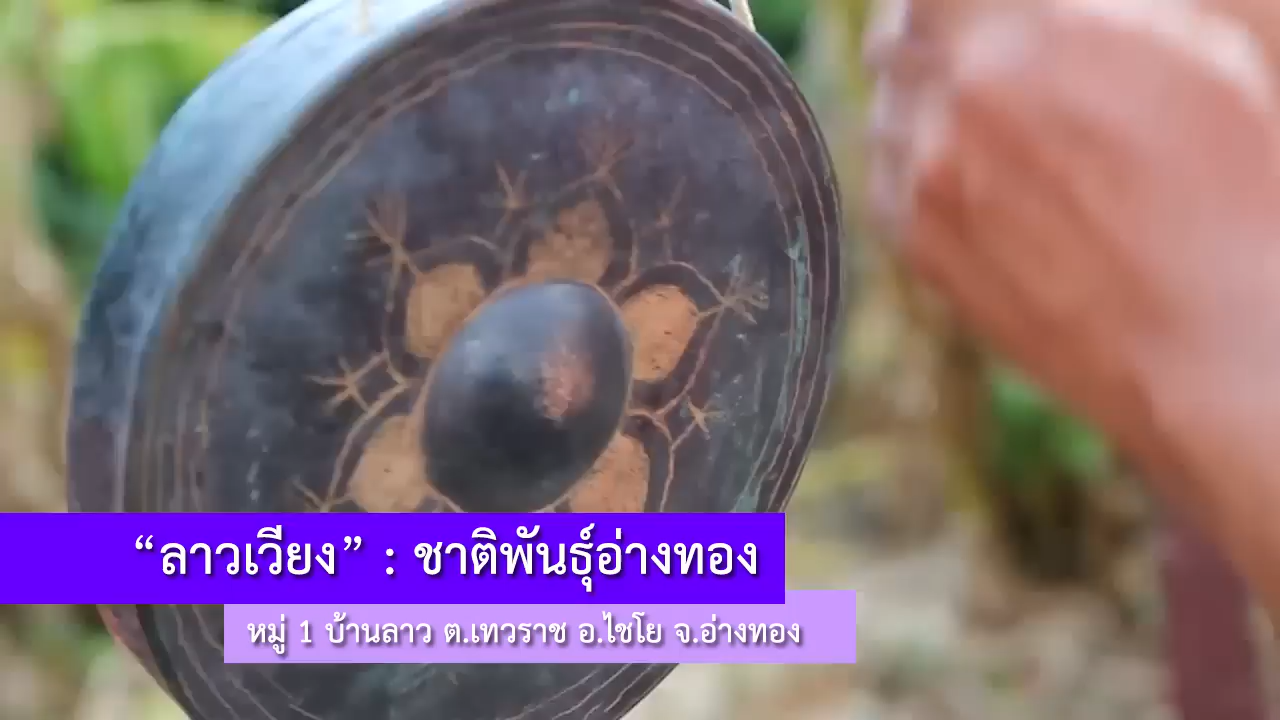 “ลาวเวียง” : ชาติพันธุ์อ่างทอง
หมู่ 1 บ้านลาว ต.เทวราช อ.ไชโย จ.อ่างทอง